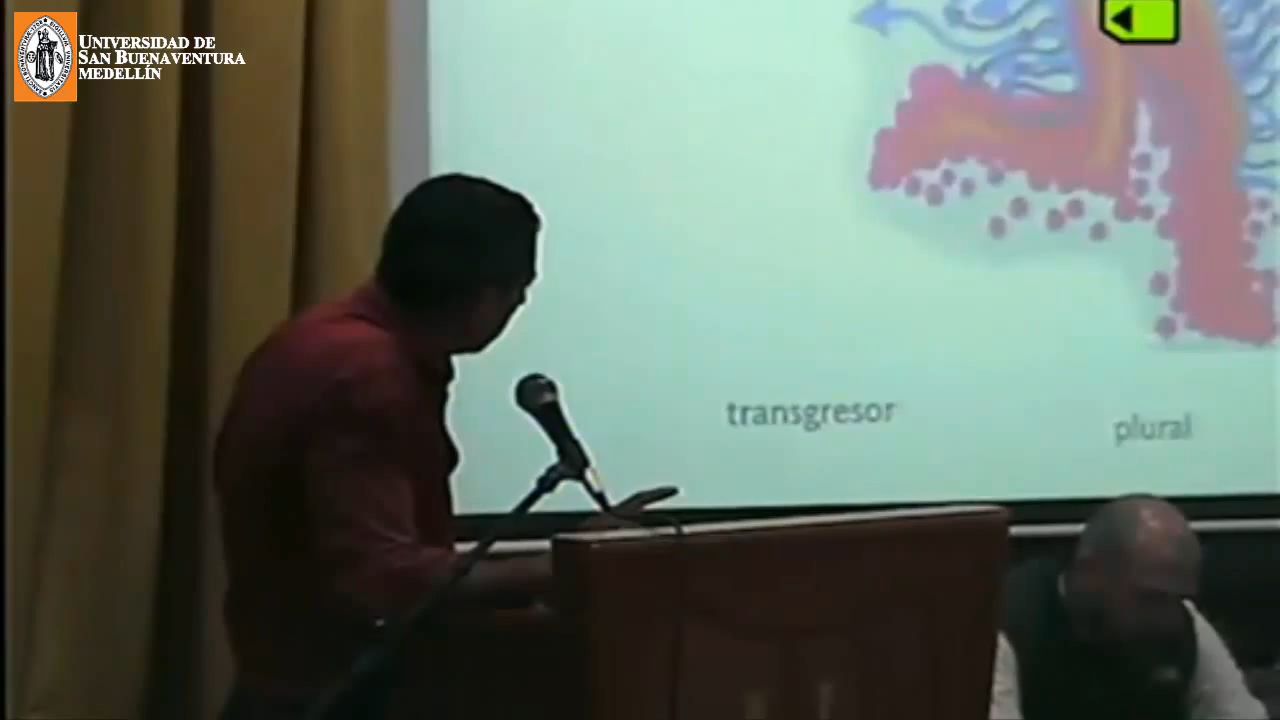 UNIVERSIDAD DE
SAN BUENAVENTURA
MEDELLÍN
transgresor
plural